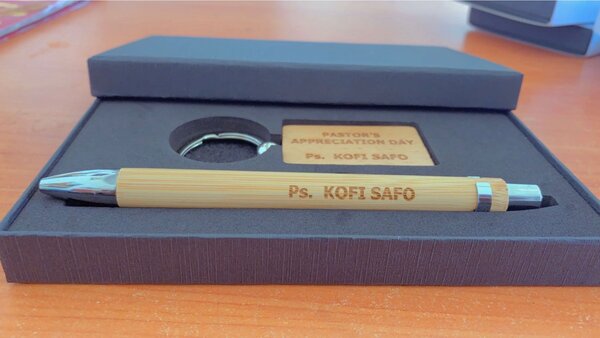 PASTOR'S
APPRECIATION DAY
Ps. KOFI SAFO
Ps. KOFI SAFO